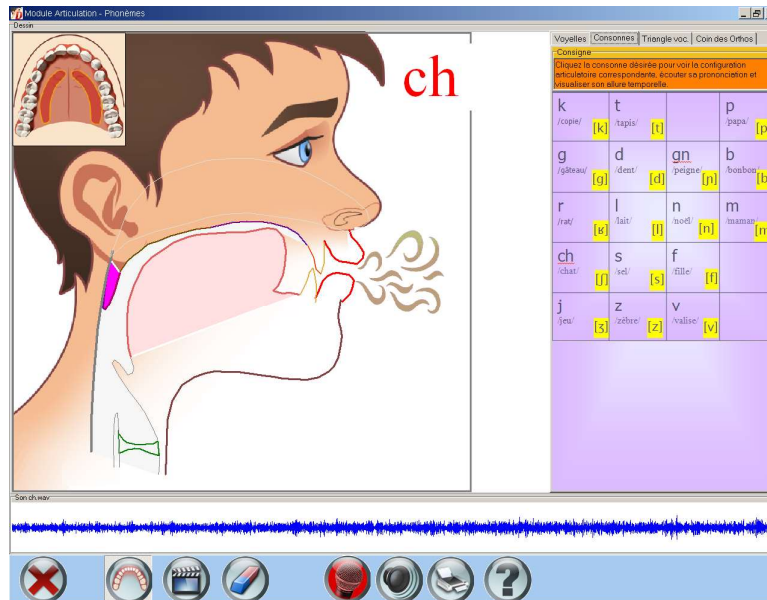 Module Articulation - Phonèmes
Dessin
ch
Voyelles Consonnes Triangle voc. Coin des Orthos
Consigne
Cliquez la consonne désirée pour voir la configuration
articulatoire correspondante, écouter sa prononciation et
visualiser son allure temporelle.
k t p
/copie/ [k] /tapis/ [t] /papa/ [p
g d gn b
/gâteau/ [g] /dent/ [d] /peigne/ [ɲ] /bonbon/ [b
r l n m
/rat/ [ʁ] /lait/ [l] /noël/ [n] /maman/ [m
ch s f
/chat/ [ʃ] /sel/ [s] /fille/ [f]
j z v
/jeu/ [ʒ] /zèbre/ [z] /valise/ [v]
Son ch.wav
?